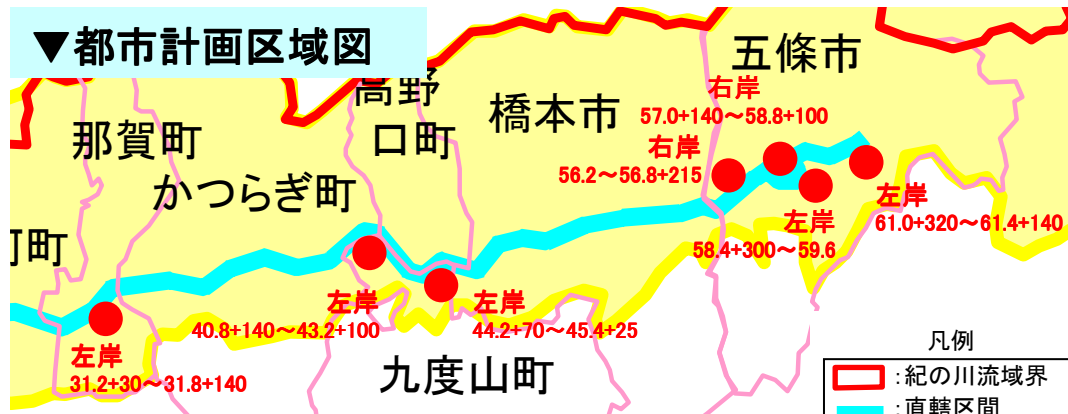 ▼都市計画区域図
五條市
高野
口町
橋本市
右岸
57.0+140～58.8+100
那賀町
右岸
56.2～56.8+215
かつらぎ町
左岸
61.0+320～61.4+140
左岸
58.4+300～59.6
町
左岸
40.8+140～43.2+100
左岸
44.2+70～45.4+25
左岸
31.2+30～31.8+140
九度山町
凡例
:紀の川流域界
:直轄区間